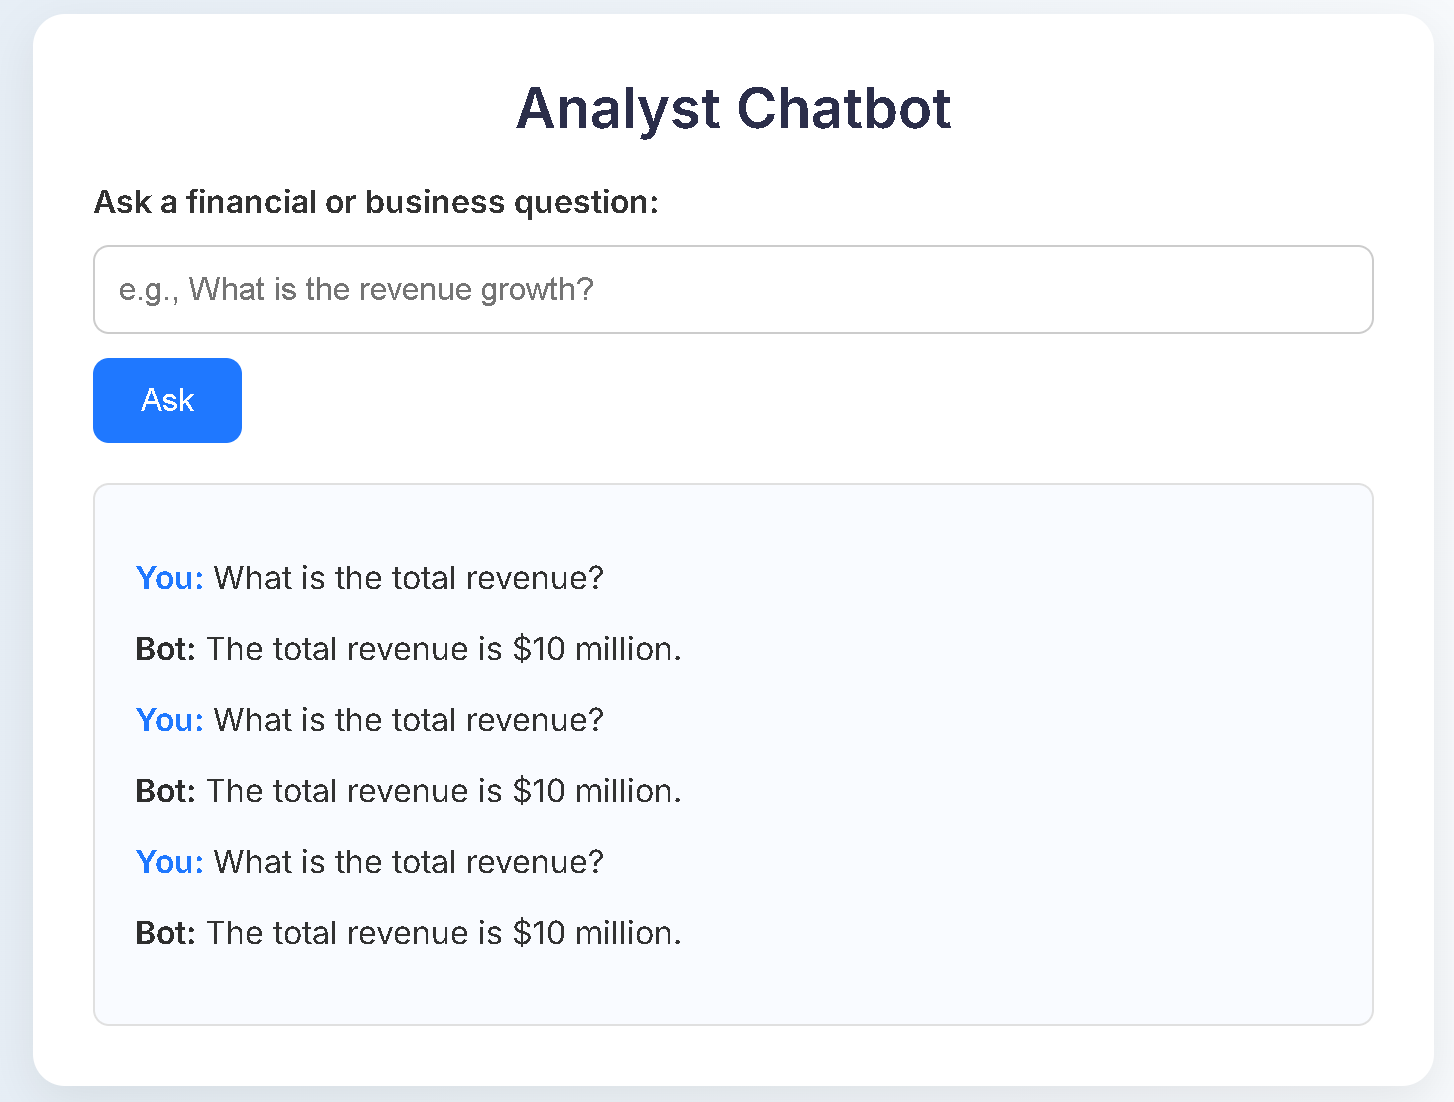 Analyst Chatbot
Ask a financial or business question:
e.g., What is the revenue growth?
Ask
You: What is the total revenue?
Bot: The total revenue is $10 million.
You: What is the total revenue?
Bot: The total revenue is $10 million.
You: What is the total revenue?
Bot: The total revenue is $10 million.